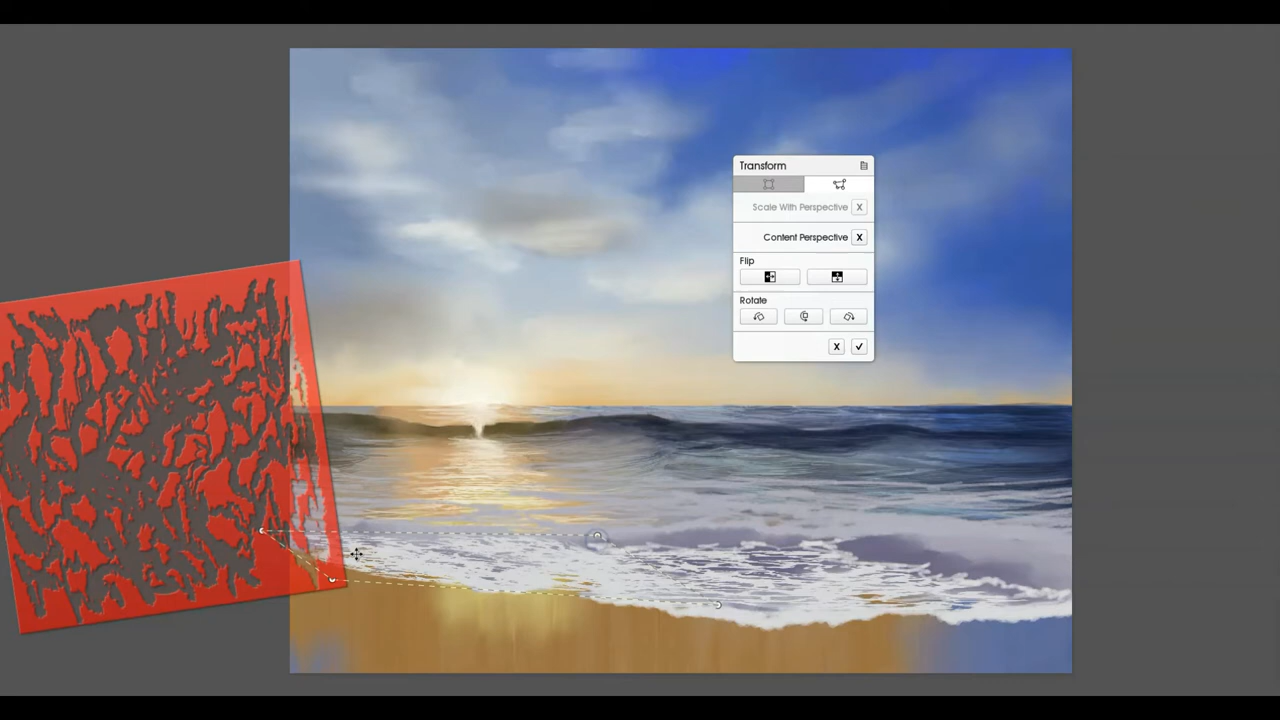 Transform
Scale With Perspective X
Content Perspective X
Flip
Rotate
X